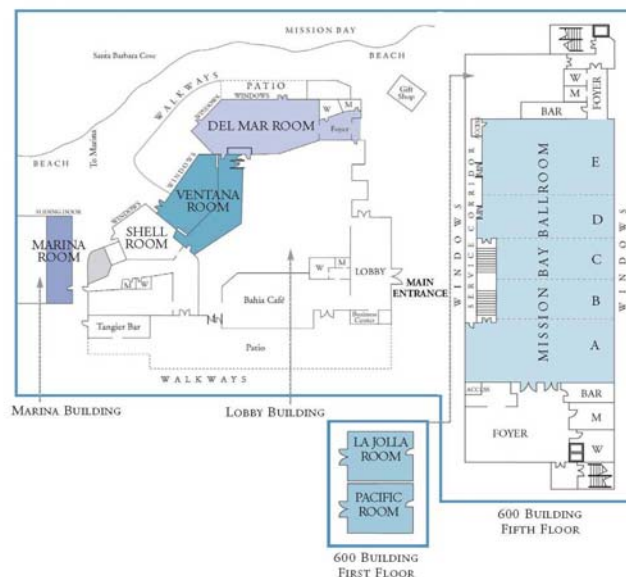 MISSION BAY
Santa Barbara Cove
BEACH
PATIO
WINDOWS
WALKWAYS
WINDOWS
Gift
Shop
W
M
DEL MAR ROOM
Foyer
To Marina
BEACH
WINDOWS
VENTANA
ROOM
SLIDING DOOR
WINDOWS
SHELL
ROOM
MARINA
ROOM
M
W
W
M
LOBBY
MAIN
ENTRANCE
Bahia Café
Business
Center
Tangier Bar
Patio
WALKWAYS
MARINA BUILDING
LOBBY BUILDING
W
M
FOYER
BAR
ACCESS
WINDOWS
SERVICE CORRIDOR
MISSION BAY BALLROOM
E
D
C
B
A
WINDOWS
ACCESS
BAR
M
W
FOYER
600 BUILDING
FIFTH FLOOR
LA JOLLA
ROOM
PACIFIC
ROOM
600 BUILDING
FIRST FLOOR